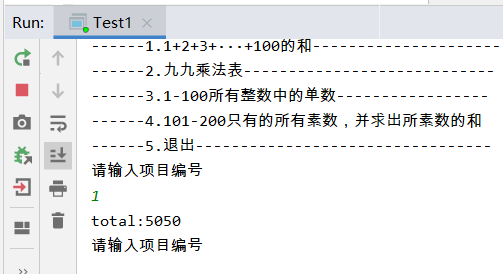 Run: Test1
------1.1+2+3+···+100的和----------------------
------2.九九乘法表-----------------------------
------3.1-100所有整数中的单数------------------
------4.101-200只有的所有素数，并求出所素数的和
------5.退出-----------------------------------
请输入项目编号
1
total:5050
请输入项目编号